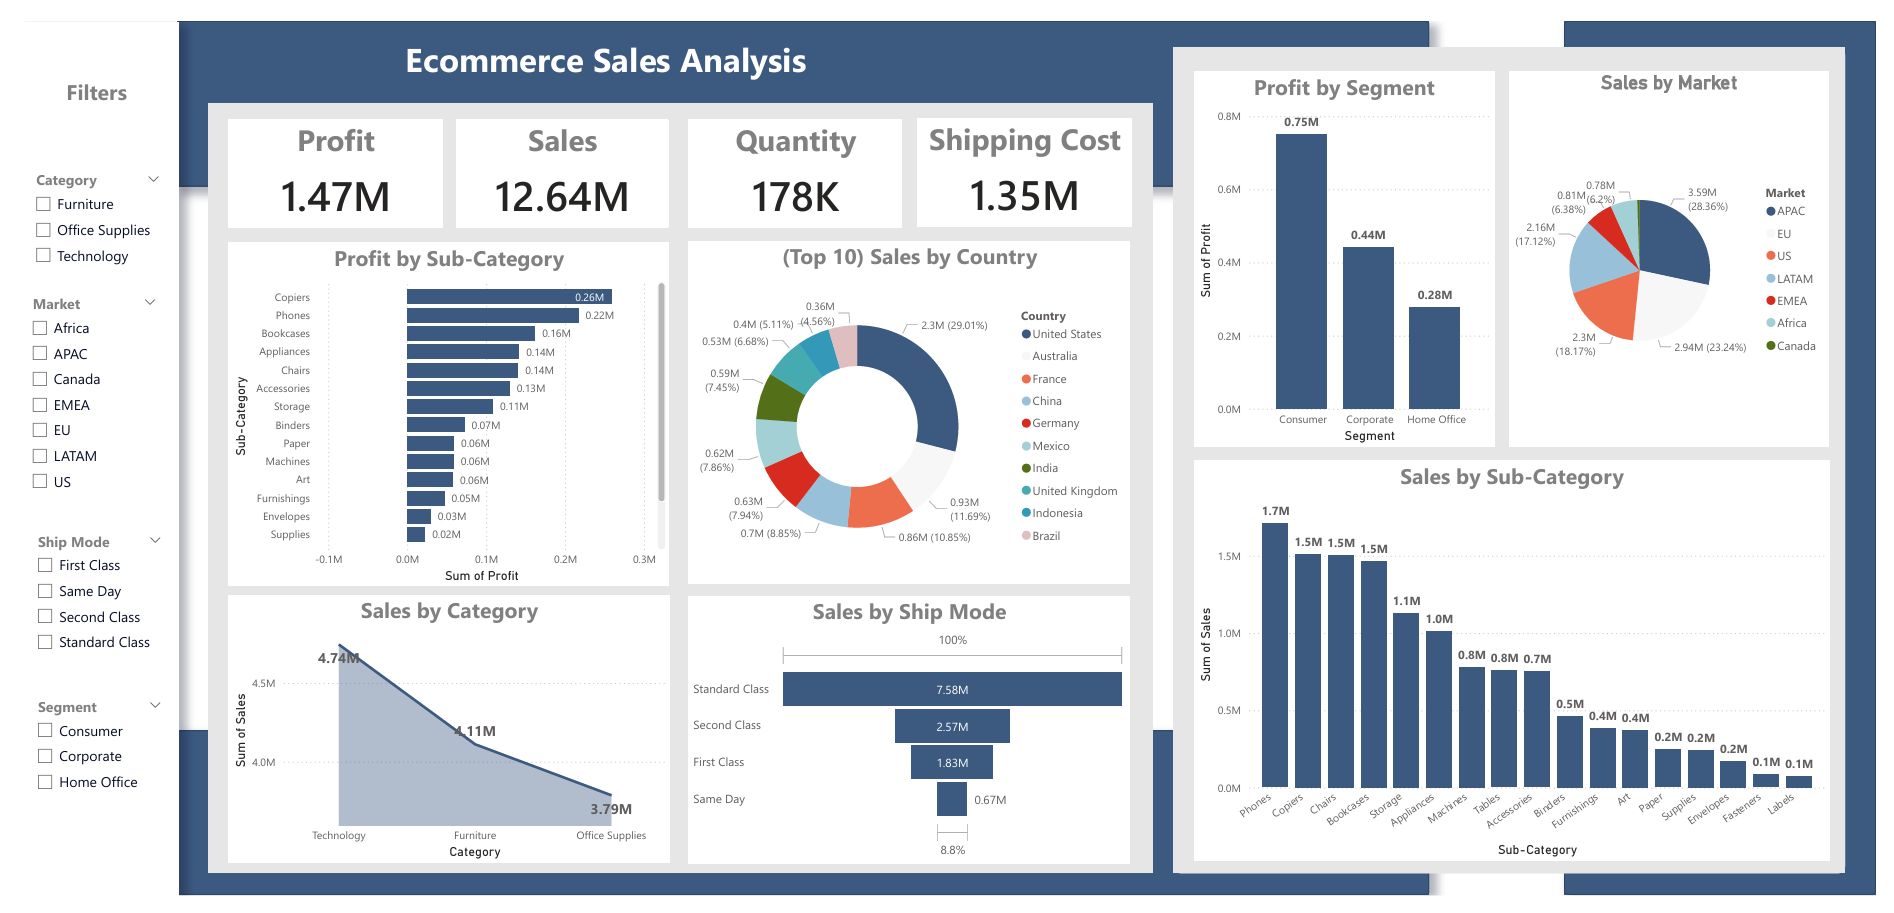 Ecommerce Sales Analysis
Filters
Category
Furniture
Office Supplies
Technology
Market
Africa
APAC
Canada
EMEA
EU
LATAM
US
Ship Mode
First Class
Same Day
Second Class
Standard Class
Segment
Consumer
Corporate
Home Office
Profit
1.47M
Sales
12.64M
Quantity
178K
Shipping Cost
1.35M
Profit by Sub-Category
Sub-Category
Copiers 0.26M
Phones 0.22M
Bookcases 0.16M
Appliances 0.14M
Chairs 0.14M
Accessories 0.13M
Storage 0.11M
Binders 0.07M
Paper 0.06M
Machines 0.06M
Art 0.06M
Furnishings 0.05M
Envelopes 0.03M
Supplies 0.02M
-0.1M 0.0M 0.1M 0.2M 0.3M
Sum of Profit
(Top 10) Sales by Country
2.3M (29.01%)
0.93M
(11.69%)
0.86M (10.85%)
0.7M (8.85%)
0.63M
(7.94%)
0.62M
(7.86%)
0.59M
(7.45%)
0.53M (6.68%)
0.4M (5.11%)
0.36M
(4.56%)
Country
United States
Australia
France
China
Germany
Mexico
India
United Kingdom
Indonesia
Brazil
Sales by Category
Sum of Sales
4.5M
4.0M
4.74M
4.11M
3.79M
Technology Furniture Office Supplies
Category
Sales by Ship Mode
100%
Standard Class 7.58M
Second Class 2.57M
First Class 1.83M
Same Day 0.67M
8.8%
Profit by Segment
Sum of Profit
0.8M
0.6M
0.4M
0.2M
0.0M
0.75M
0.44M
0.28M
Consumer Corporate Home Office
Segment
Sales by Market
3.59M
(28.36%)
2.94M (23.24%)
2.3M
(18.17%)
2.16M
(17.12%)
0.81M
(6.38%)
0.78M
(6.2%)
Market
APAC
EU
US
LATAM
EMEA
Africa
Canada
Sales by Sub-Category
Sum of Sales
1.5M
1.0M
0.5M
0.0M
1.7M 1.5M 1.5M 1.5M 1.1M 1.0M 0.8M 0.8M 0.7M 0.5M 0.4M 0.4M 0.2M 0.2M 0.2M 0.1M 0.1M
Phones Copiers Chairs Bookcases Storage Appliances Machines Tables Accessories Binders Furnishings Art Paper Supplies Envelopes Fasteners Labels
Sub-Category